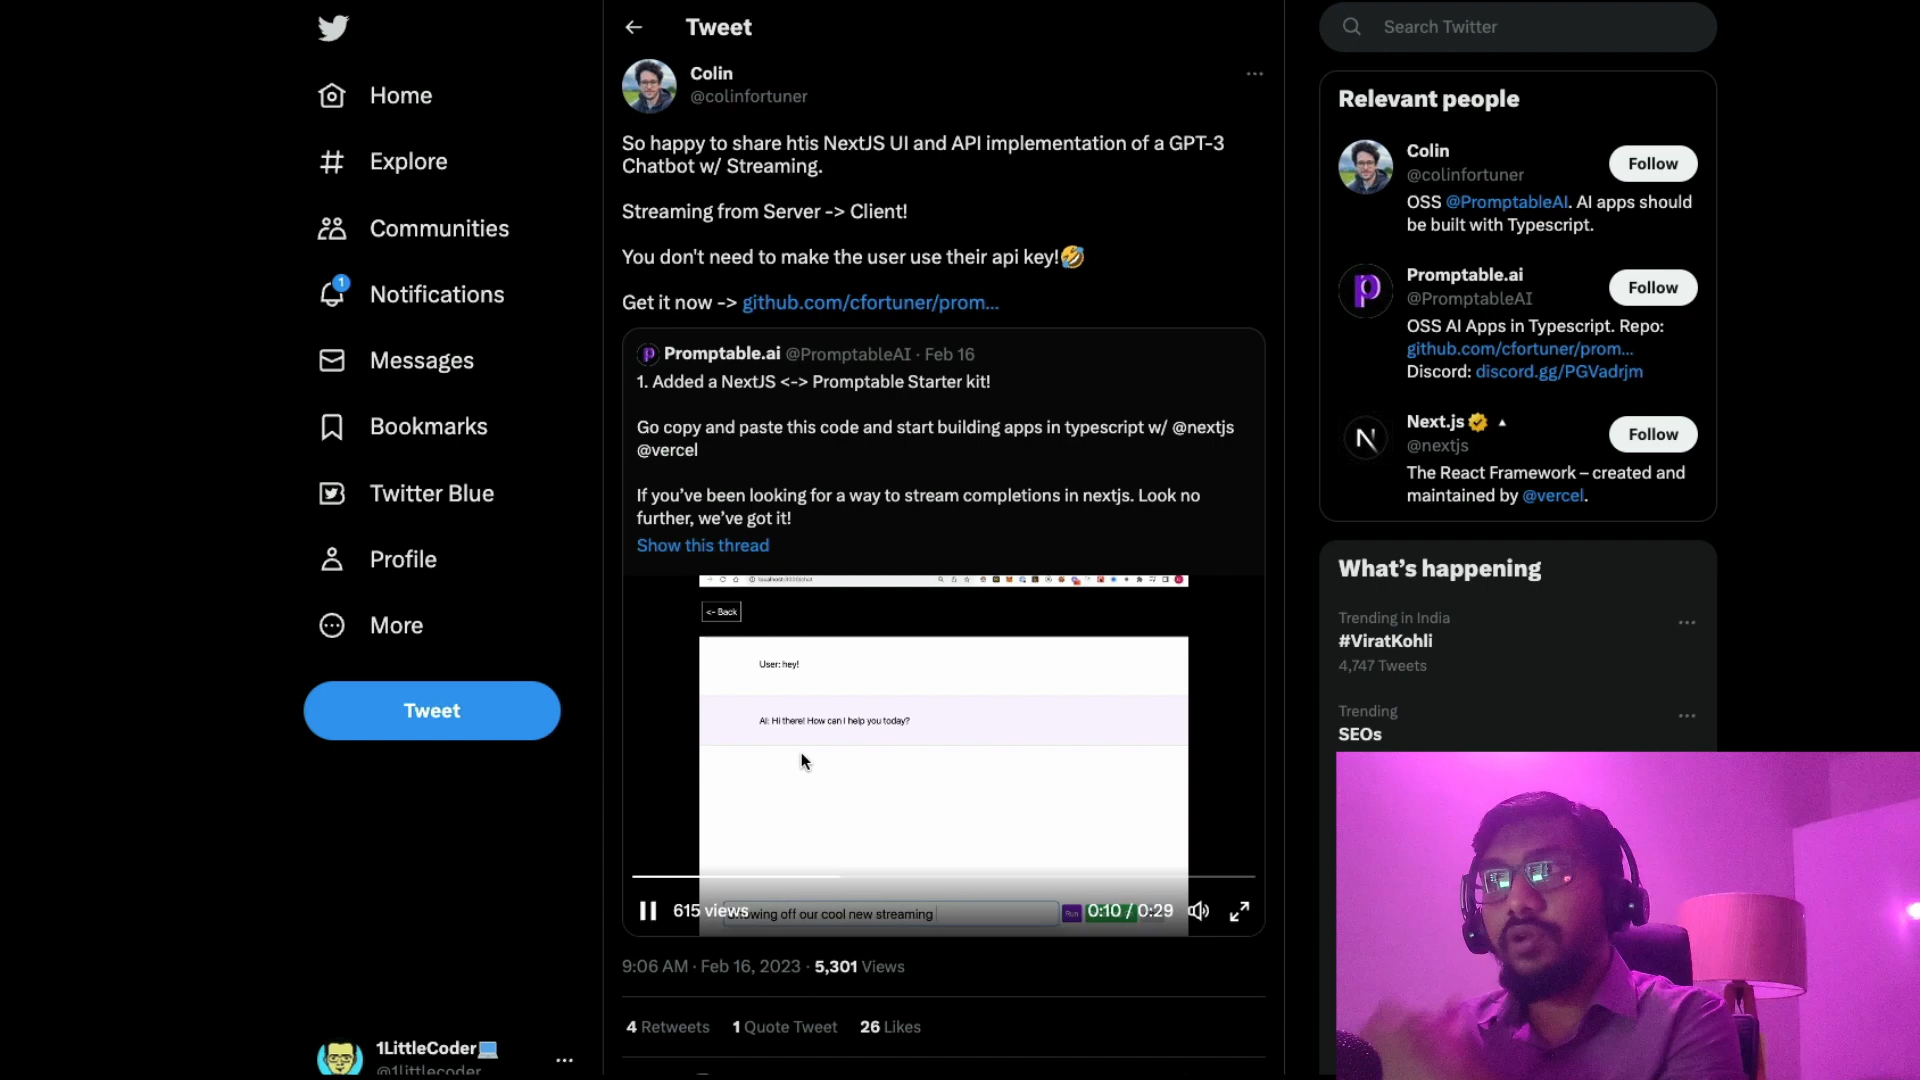 Home
Explore
Communities
1
Notifications
Messages
Bookmarks
Twitter Blue
Profile
More
Tweet
1LittleCoder
@1littlecoder
Tweet
Colin
@colinfortuner
So happy to share htis NextJS UI and API implementation of a GPT-3
Chatbot w/ Streaming.
Streaming from Server -> Client!
You don't need to make the user use their api key!🤣
Get it now -> github.com/cfortuner/prom...
Promptable.ai @PromptableAI · Feb 16
1. Added a NextJS <-> Promptable Starter kit!
Go copy and paste this code and start building apps in typescript w/ @nextjs
@vercel
If you've been looking for a way to stream completions in nextjs. Look no
further, we've got it!
Show this thread
<- Back
User: hey!
AI: Hi there! How can I help you today?
615 views
owing off our cool new streaming
Run
0:10 / 0:29
9:06 AM · Feb 16, 2023 · 5,301 Views
4 Retweets 1 Quote Tweet 26 Likes
Search Twitter
Relevant people
Colin
@colinfortuner
Follow
OSS @PromptableAI. AI apps should
be built with Typescript.
Promptable.ai
@PromptableAI
Follow
OSS AI Apps in Typescript. Repo:
github.com/cfortuner/prom...
Discord: discord.gg/PGVadrjm
Next.js
@nextjs
Follow
The React Framework – created and
maintained by @vercel.
What's happening
Trending in India
#ViratKohli
4,747 Tweets
Trending
SEOs